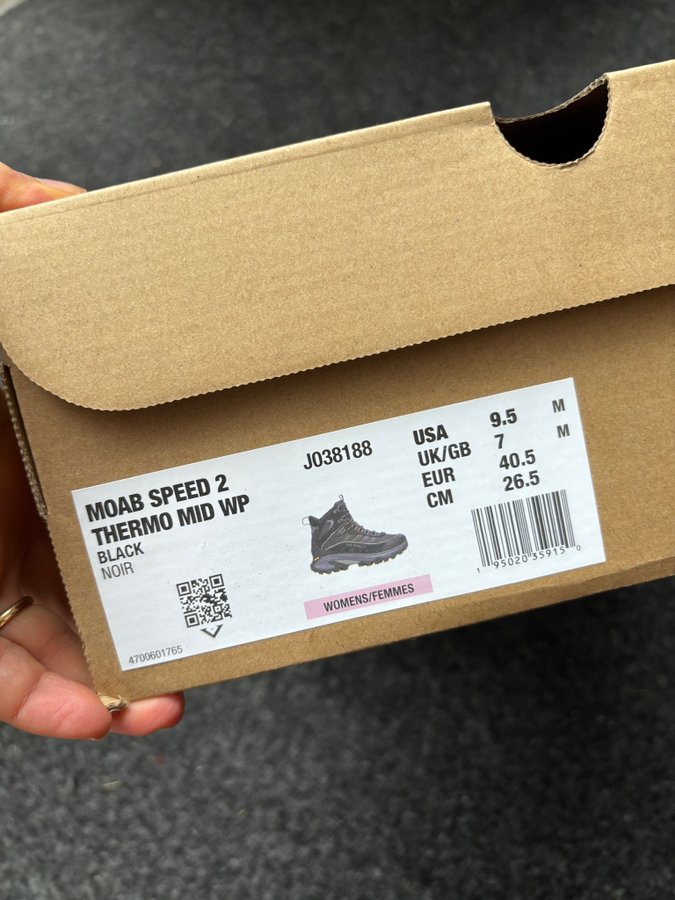 MOAB SPEED 2
THERMO MID WP
BLACK
NOIR
4700601765
J038188
WOMENS/FEMMES
USA 9.5 M
UK/GB 7 M
EUR 40.5
CM 26.5
1 95020 35915 0